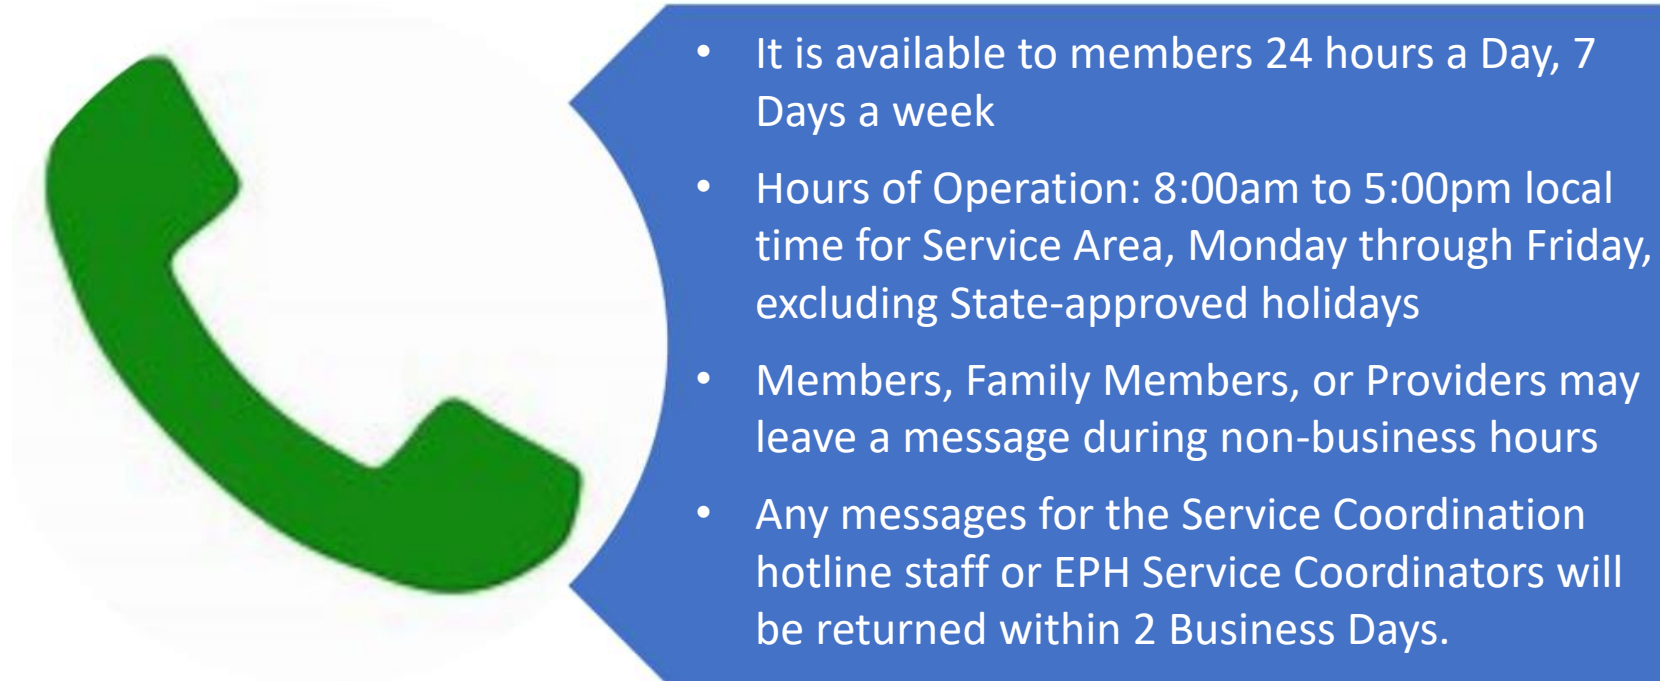 • It is available to members 24 hours a Day, 7
Days a week
• Hours of Operation: 8:00am to 5:00pm local
time for Service Area, Monday through Friday,
excluding State-approved holidays
• Members, Family Members, or Providers may
leave a message during non-business hours
• Any messages for the Service Coordination
hotline staff or EPH Service Coordinators will
be returned within 2 Business Days.